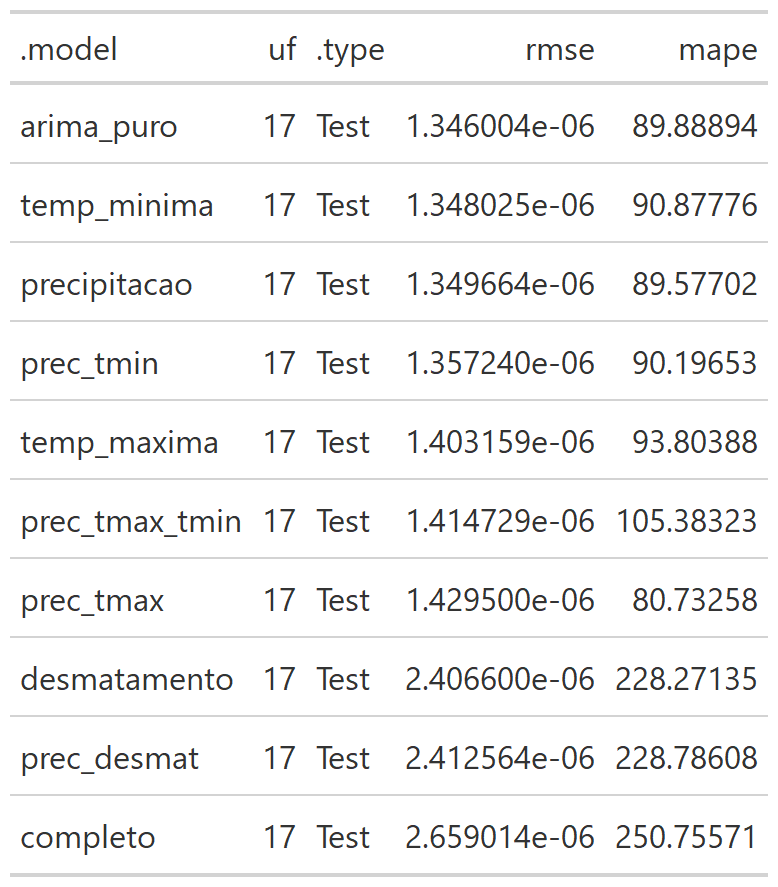 .model uf .type rmse mape
arima_puro 17 Test 1.346004e-06 89.88894
temp_minima 17 Test 1.348025e-06 90.87776
precipitacao 17 Test 1.349664e-06 89.57702
prec_tmin 17 Test 1.357240e-06 90.19653
temp_maxima 17 Test 1.403159e-06 93.80388
prec_tmax_tmin 17 Test 1.414729e-06 105.38323
prec_tmax 17 Test 1.429500e-06 80.73258
desmatamento 17 Test 2.406600e-06 228.27135
prec_desmat 17 Test 2.412564e-06 228.78608
completo 17 Test 2.659014e-06 250.75571